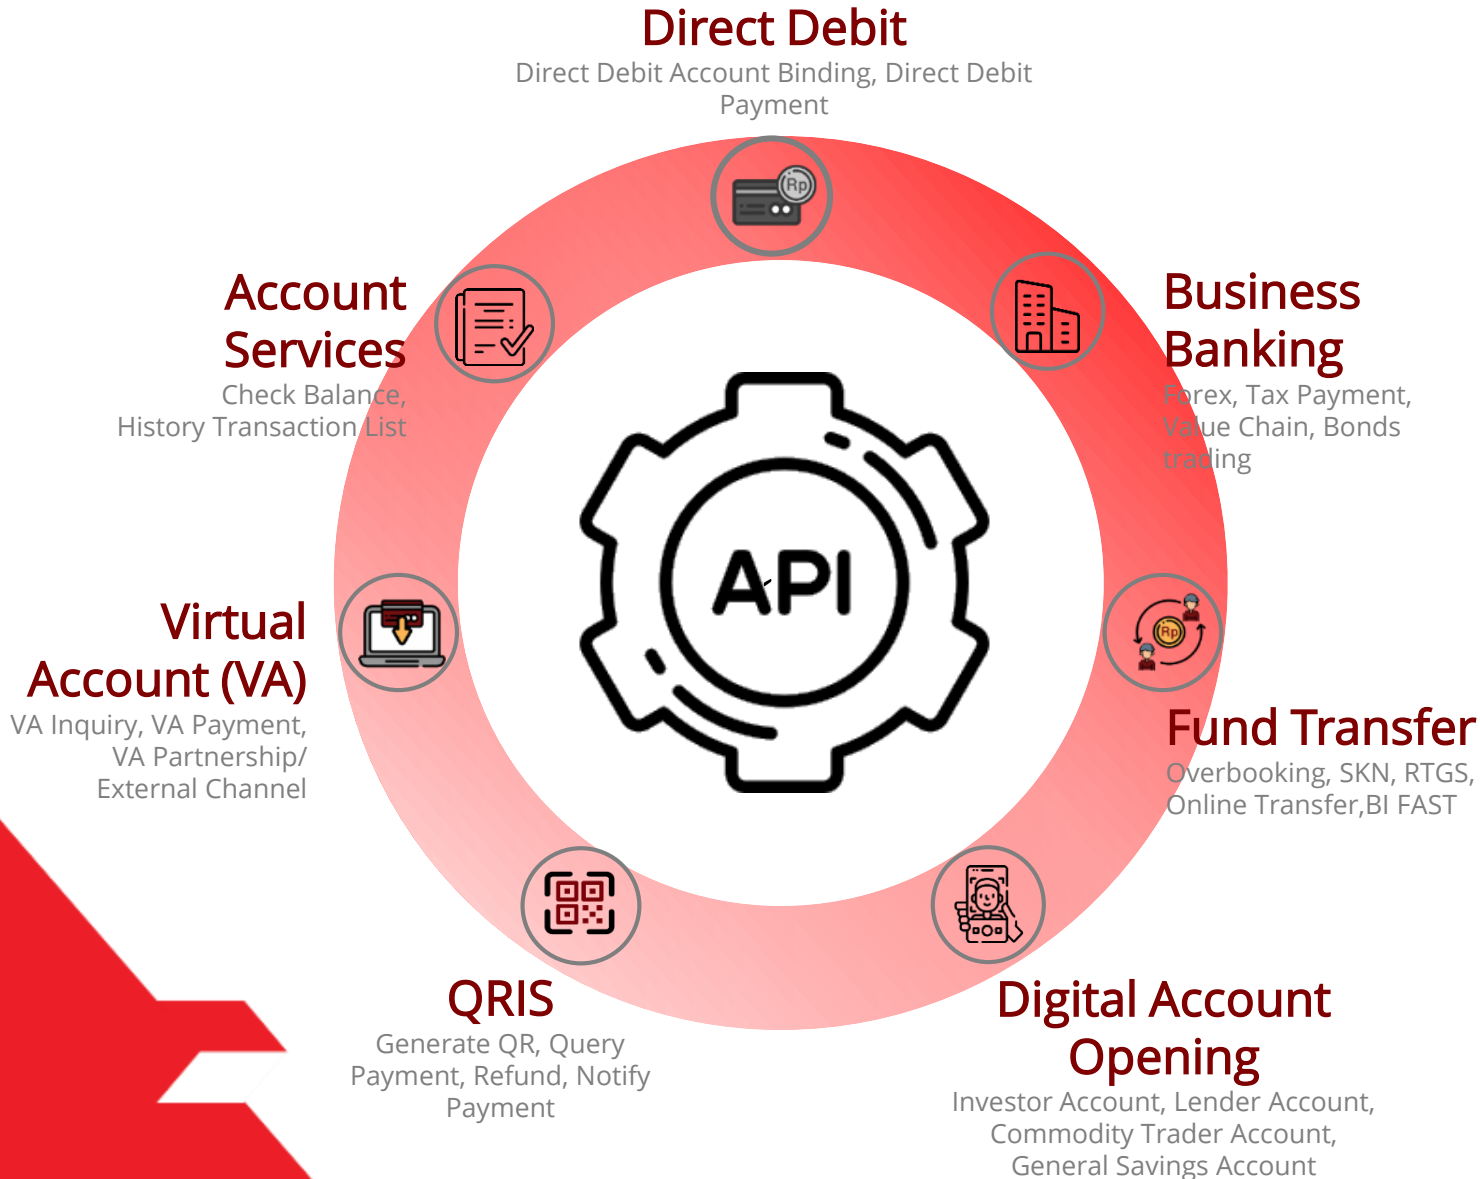 Direct Debit
Direct Debit Account Binding, Direct Debit
Payment
Rp
Account
Services
Check Balance,
History Transaction List
Business
Banking
Forex, Tax Payment,
Value Chain, Bonds
trading
API
Virtual
Account (VA)
VA Inquiry, VA Payment,
VA Partnership/
External Channel
Rp
Fund Transfer
Overbooking, SKN, RTGS,
Online Transfer,BI FAST
QRIS
Generate QR, Query
Payment, Refund, Notify
Payment
Digital Account
Opening
Investor Account, Lender Account,
Commodity Trader Account,
General Savings Account